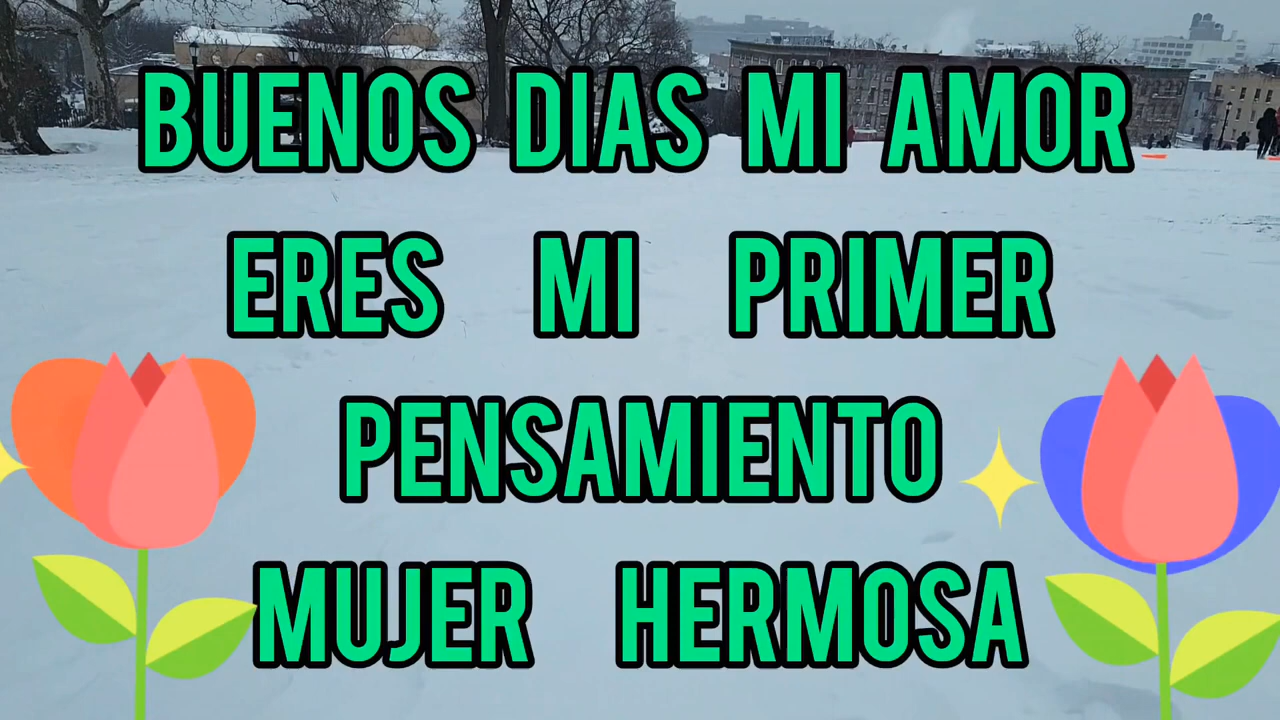 BUENOS DIAS MI AMOR
ERES MI PRIMER
PENSAMIENTO
MUJER HERMOSA